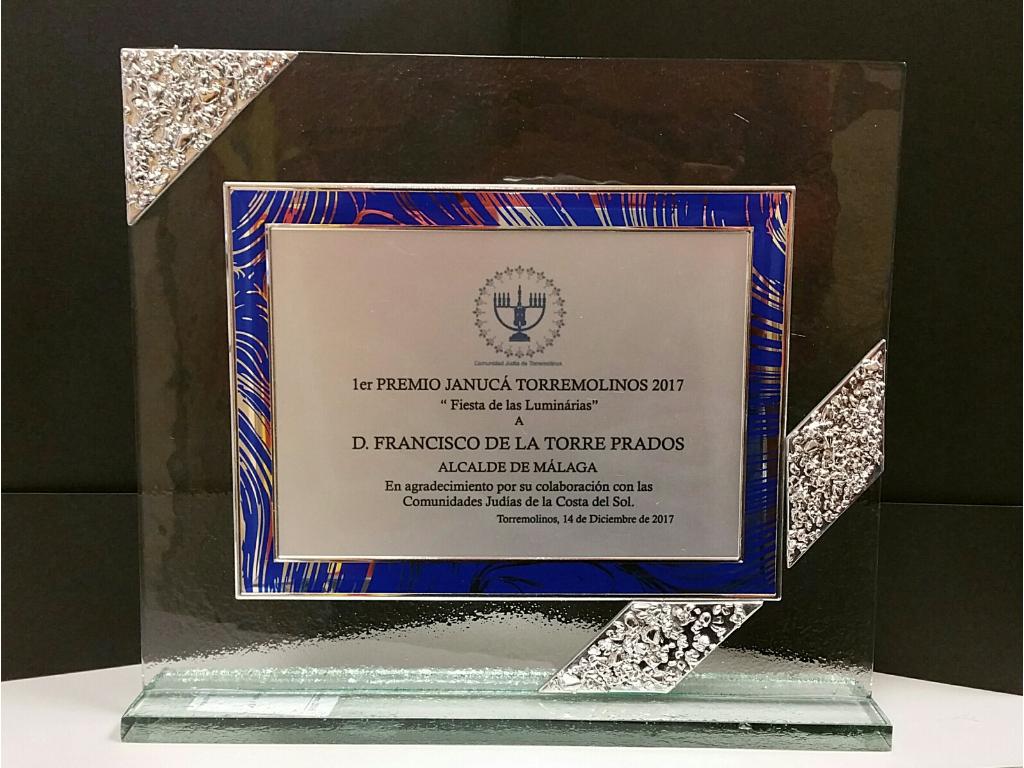 Comunidad Judía de Torremolinos
1er PREMIO JANUCÁ TORREMOLINOS 2017
“ Fiesta de las Luminárias”
A
D. FRANCISCO DE LA TORRE PRADOS
ALCALDE DE MÁLAGA
En agradecimiento por su colaboración con las
Comunidades Judías de la Costa del Sol.
Torremolinos, 14 de Diciembre de 2017